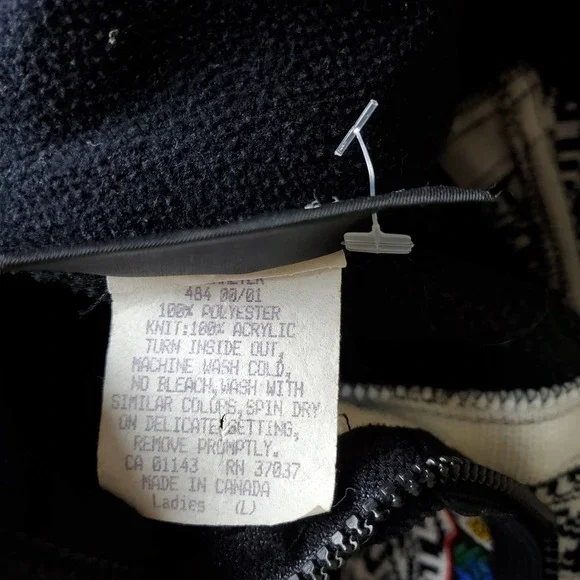 484 00/01
100% POLYESTER
KNIT:100% ACRYLIC
TURN INSIDE OUT,
MACHINE WASH COLD,
NO BLEACH,WASH WITH
SIMILAR COLORS,SPIN DRY
ON DELICATE SETTING,
REMOVE PROMPTLY.
CA 01143 RN 37037
MADE IN CANADA
Ladies (L)